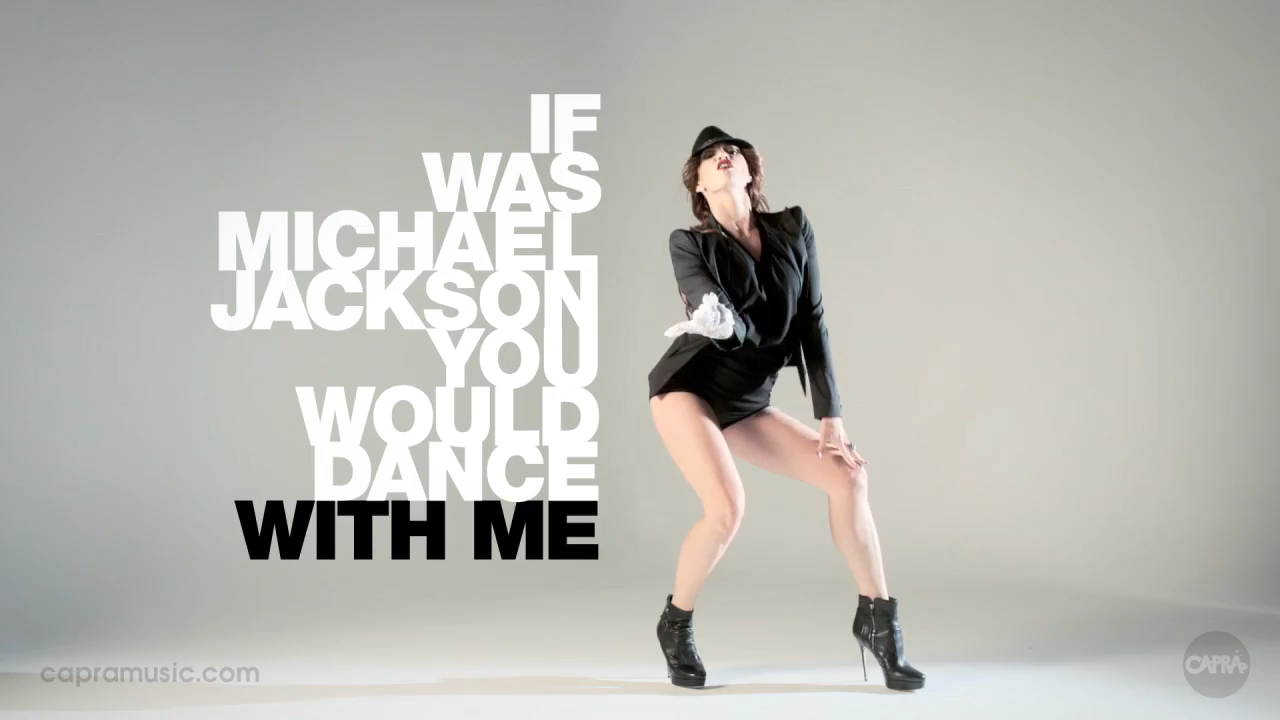 IF
WAS
MICHAEL
JACKSON
YOU
WOULD
DANCE
WITH ME
capramusic.com
CAPRA